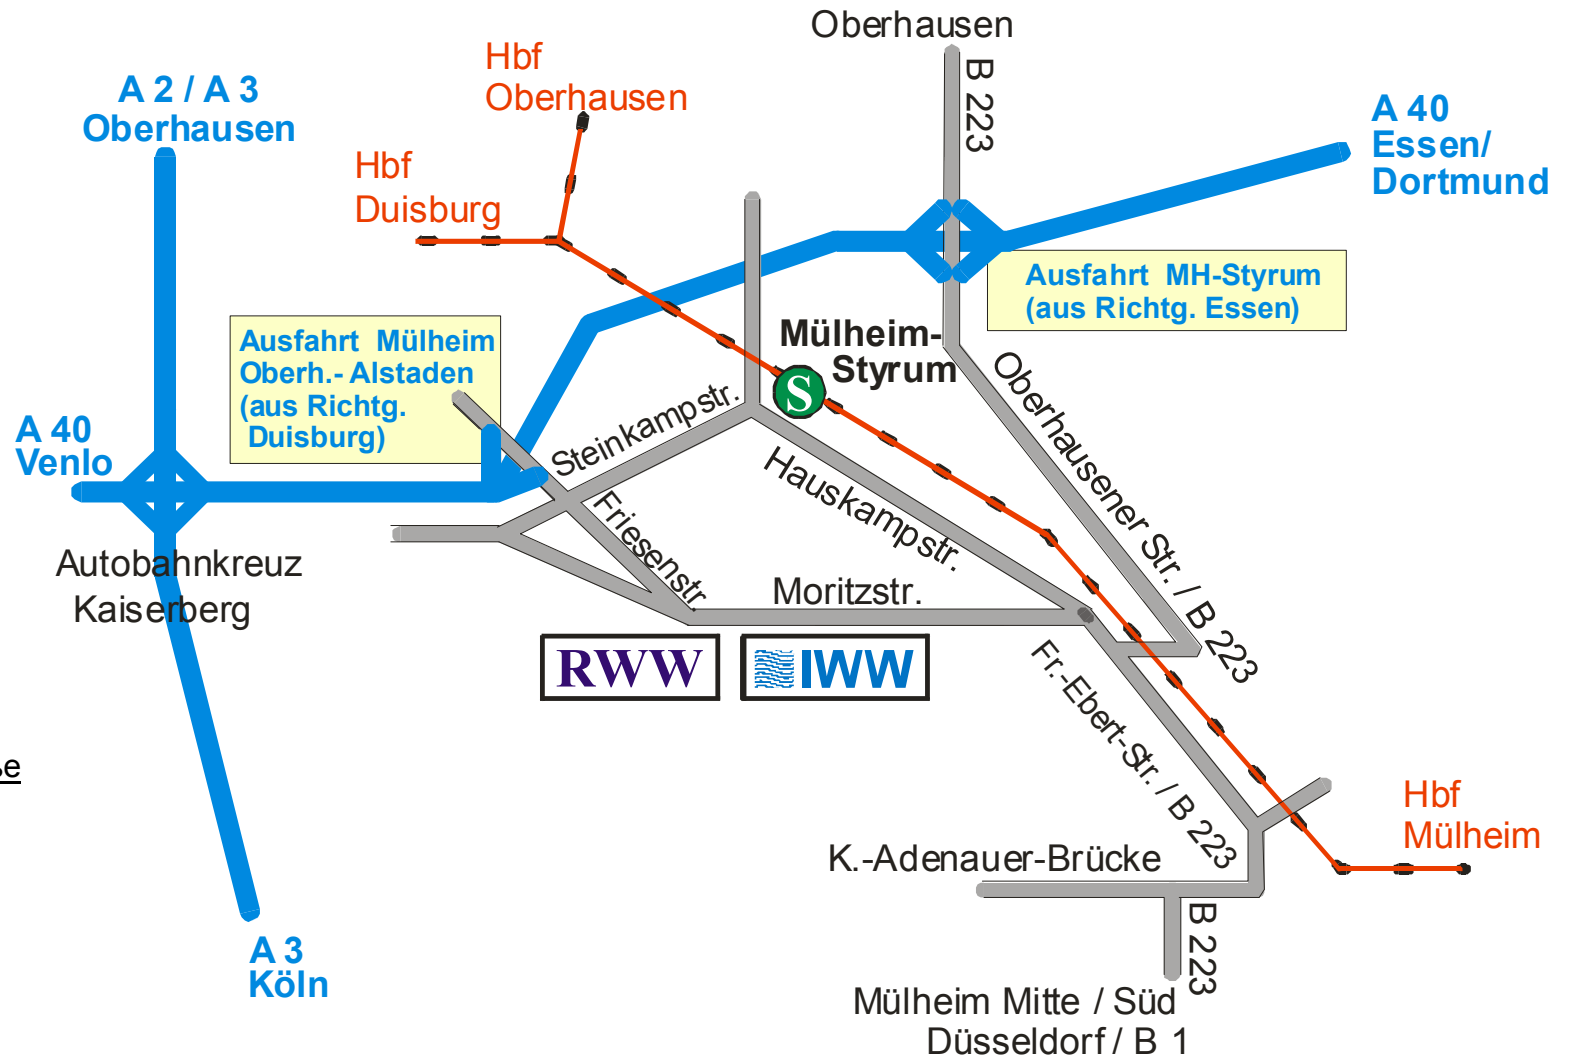 Oberhausen
B 223
Hbf
Oberhausen
A 2 / A 3
Oberhausen
A 40
Essen/
Dortmund
Hbf
Duisburg
Ausfahrt MH-Styrum
(aus Richtg. Essen)
Ausfahrt Mülheim
Oberh.- Alstaden
(aus Richtg.
Duisburg)
Mülheim-
Styrum
S
A 40
Venlo
Steinkampstr.
Hauskampstr.
Oberhausener Str. / B 223
Friesenstr
Autobahnkreuz
Kaiserberg
Moritzstr.
RWW
IWW
Fr.-Ebert-Str. / B 223
Hbf
Mülheim
K.-Adenauer-Brücke
B 223
A 3
Köln
Mülheim Mitte / Süd
Düsseldorf / B 1